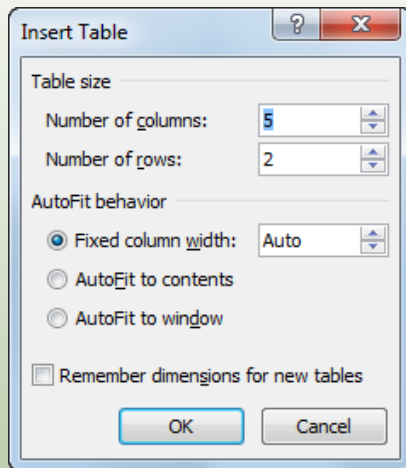 Insert Table
Table size
Number of columns: 5
Number of rows: 2
AutoFit behavior
Fixed column width: Auto
AutoFit to contents
AutoFit to window
Remember dimensions for new tables
OK Cancel